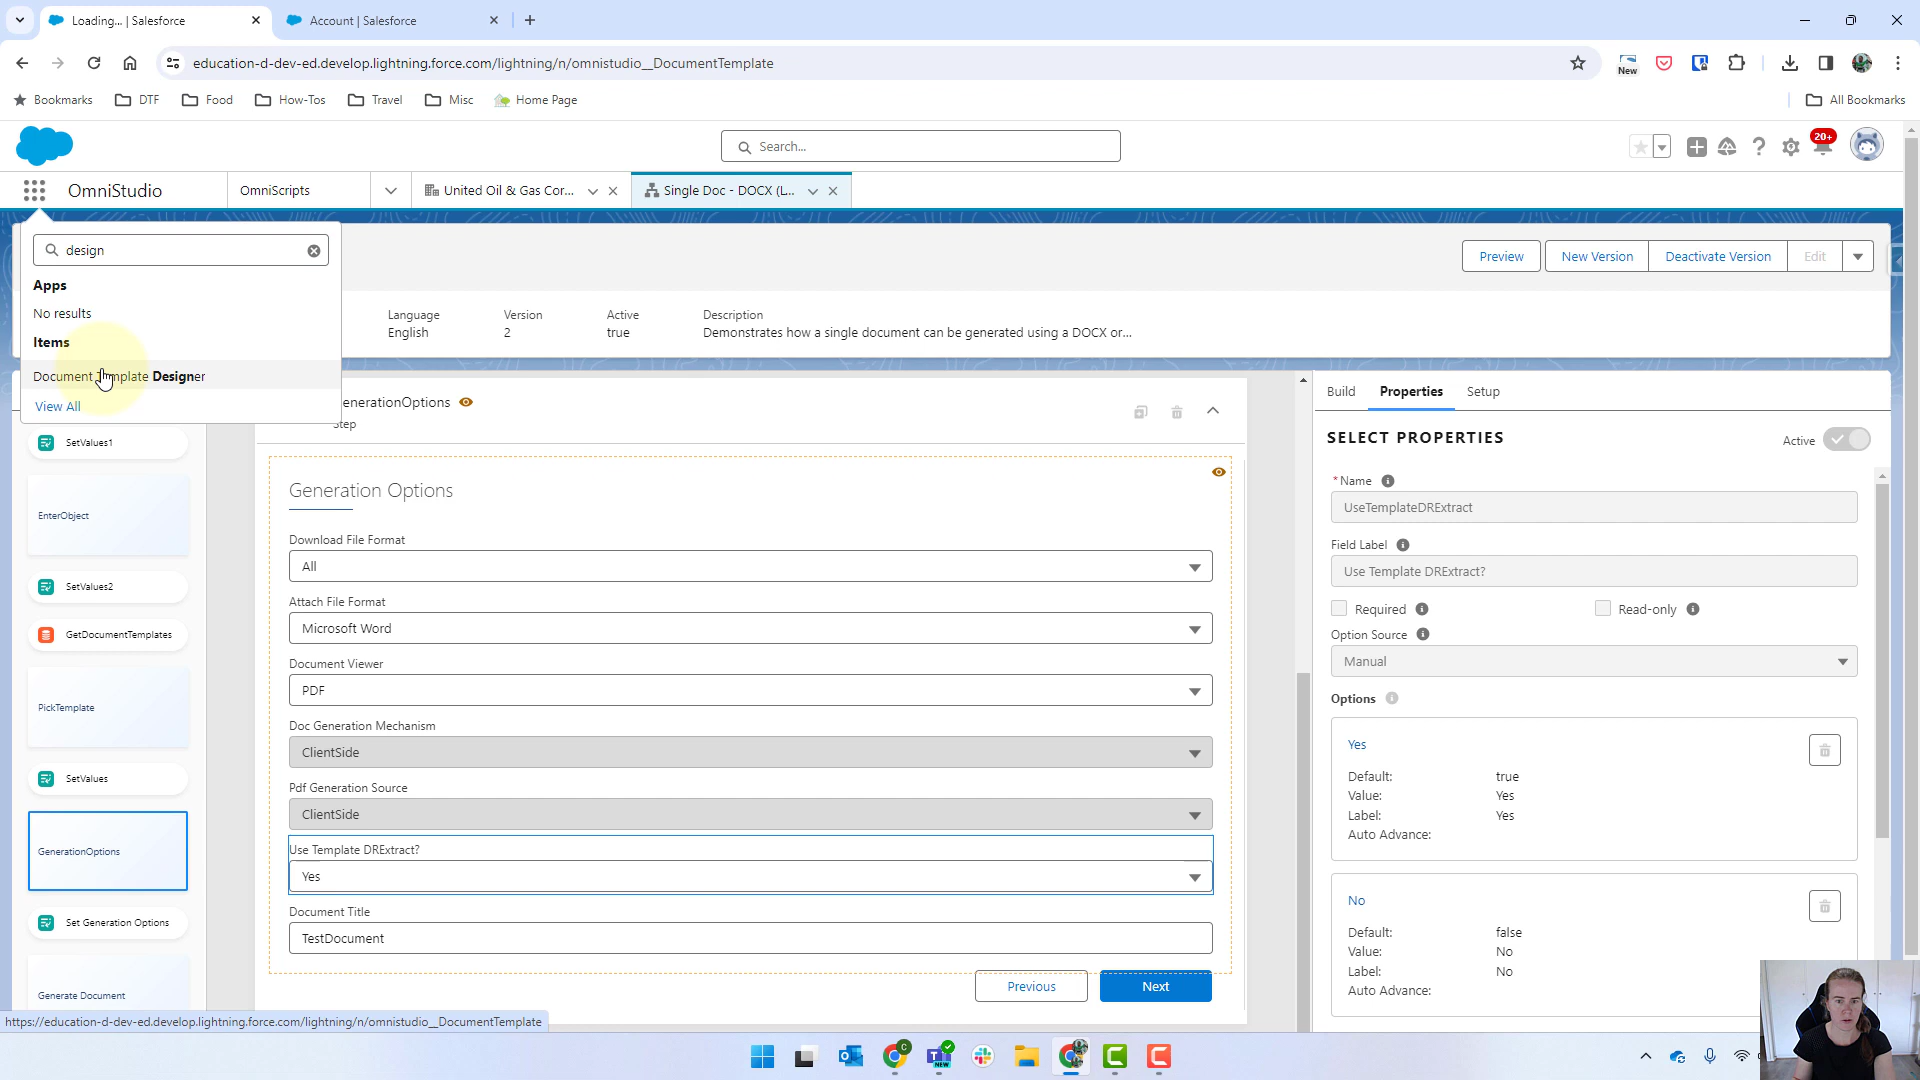 Loading... | Salesforce
Account | Salesforce
education-d-dev-ed.develop.lightning.force.com/lightning/n/omnistudio__DocumentTemplate
New
Bookmarks
DTF
Food
How-Tos
Travel
Misc
Home Page
All Bookmarks
Search...
20+
OmniStudio
OmniScripts
United Oil & Gas Cor...
Single Doc - DOCX (L...
design
Apps
No results
Items
Document Template Designer
View All
Preview
New Version
Deactivate Version
Edit
Language
English
Version
2
Active
true
Description
Demonstrates how a single document can be generated using a DOCX or...
SetValues1
EnterObject
SetValues2
GetDocumentTemplates
PickTemplate
SetValues
GenerationOptions
Set Generation Options
Generate Document
enerationOptions
Step
Generation Options
Download File Format
All
Attach File Format
Microsoft Word
Document Viewer
PDF
Doc Generation Mechanism
ClientSide
Pdf Generation Source
ClientSide
Use Template DRExtract?
Yes
Document Title
TestDocument
Previous
Next
Build
Properties
Setup
SELECT PROPERTIES
Active
* Name
UseTemplateDRExtract
Field Label
Use Template DRExtract?
Required
Read-only
Option Source
Manual
Options
Yes
Default: true
Value: Yes
Label: Yes
Auto Advance:
No
Default: false
Value: No
Label: No
Auto Advance:
https://education-d-dev-ed.develop.lightning.force.com/lightning/n/omnistudio__DocumentTemplate
C
NEW